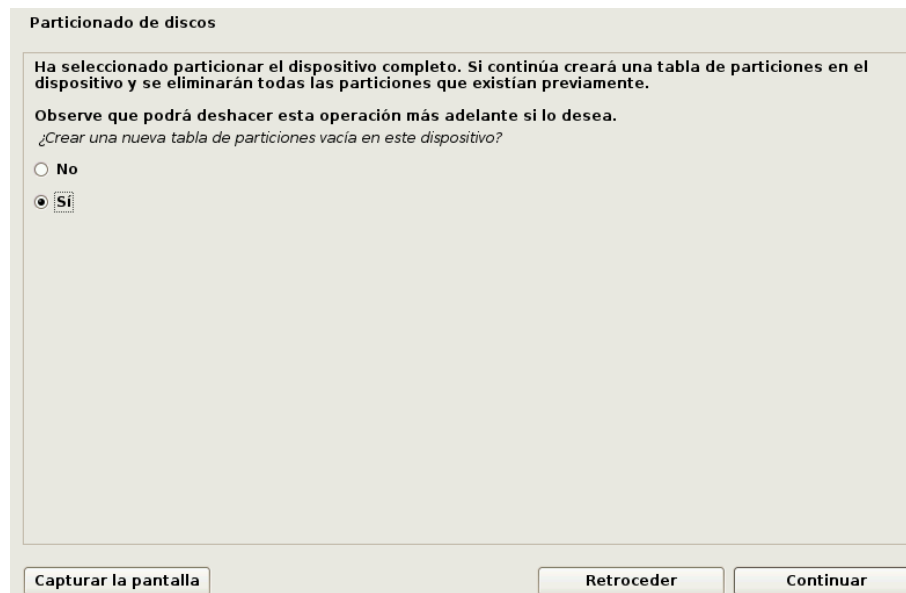 Particionado de discos
Ha seleccionado particionar el dispositivo completo. Si continúa creará una tabla de particiones en el
dispositivo y se eliminarán todas las particiones que existían previamente.
Observe que podrá deshacer esta operación más adelante si lo desea.
¿Crear una nueva tabla de particiones vacía en este dispositivo?
No
Sí
Capturar la pantalla
Retroceder
Continuar